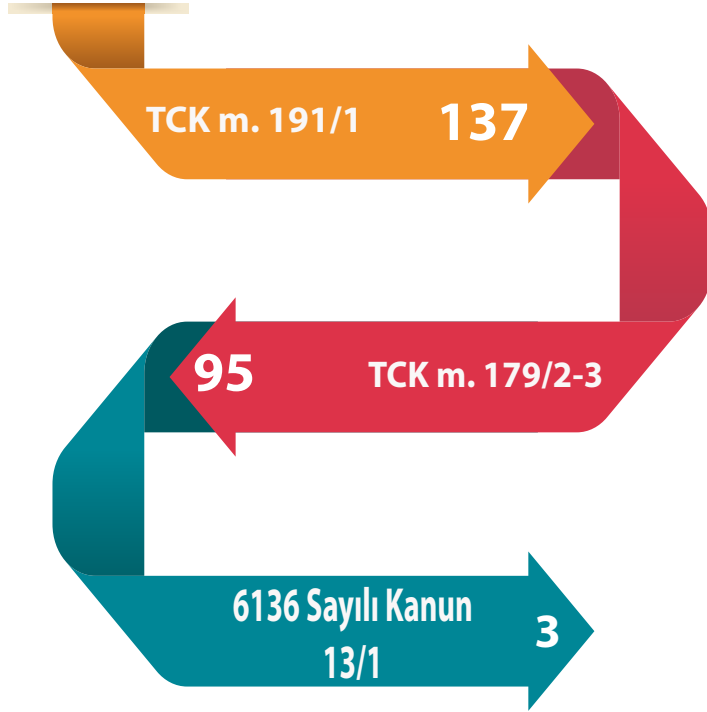 TCK m. 191/1 137
95 TCK m. 179/2-3
6136 Sayılı Kanun
13/1
3